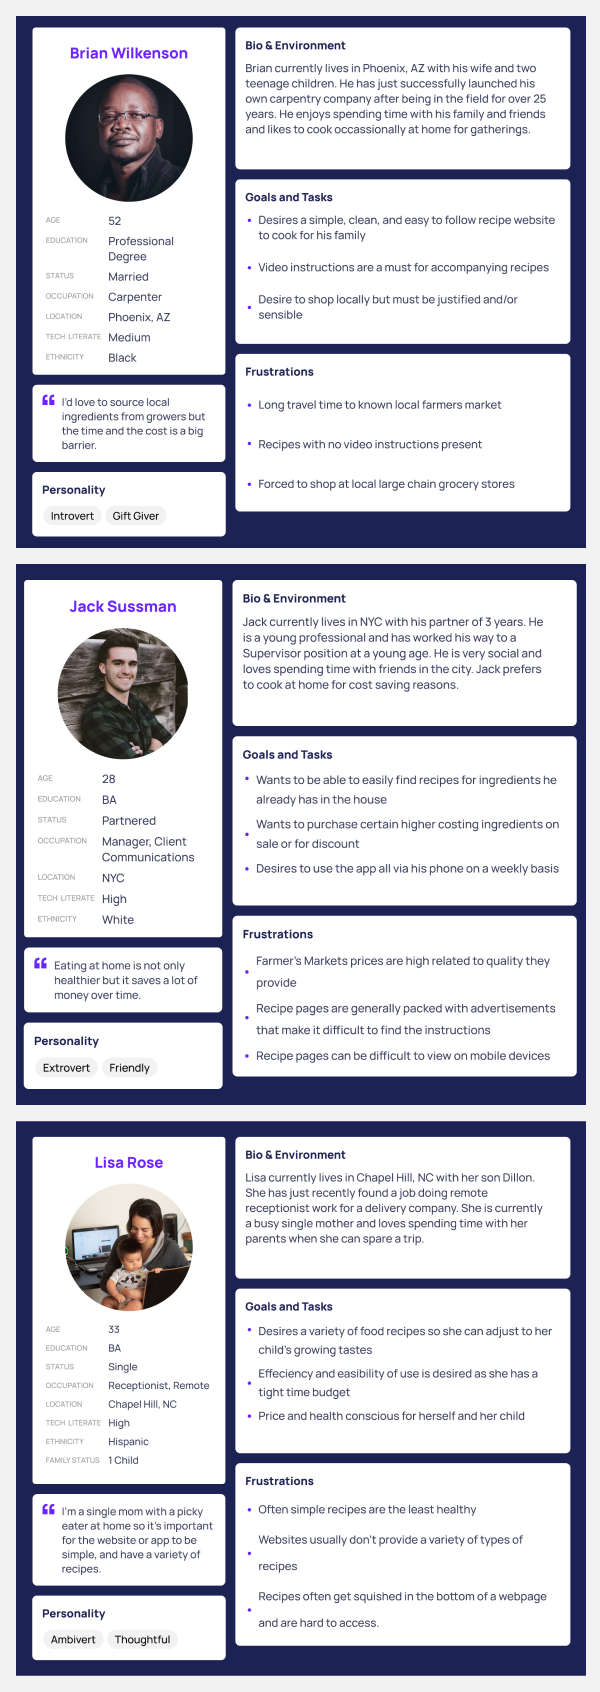 Brian Wilkenson
AGE 52
EDUCATION Professional
Degree
STATUS Married
OCCUPATION Carpenter
LOCATION Phoenix, AZ
TECH LITERATE Medium
ETHNICITY Black
“ I'd love to source local
ingredients from growers but
the time and the cost is a big
barrier.
Personality
Introvert Gift Giver
Bio & Environment
Brian currently lives in Phoenix, AZ with his wife and two
teenage children. He has just successfully launched his
own carpentry company after being in the field for over 25
years. He enjoys spending time with his family and friends
and likes to cook occassionally at home for gatherings.
Goals and Tasks
• Desires a simple, clean, and easy to follow recipe website
to cook for his family
• Video instructions are a must for accompanying recipes
• Desire to shop locally but must be justified and/or
sensible
Frustrations
• Long travel time to known local farmers market
• Recipes with no video instructions present
• Forced to shop at local large chain grocery stores
Jack Sussman
AGE 28
EDUCATION BA
STATUS Partnered
OCCUPATION Manager, Client
Communications
LOCATION NYC
TECH LITERATE High
ETHNICITY White
“ Eating at home is not only
healthier but it saves a lot of
money over time.
Personality
Extrovert Friendly
Bio & Environment
Jack currently lives in NYC with his partner of 3 years. He
is a young professional and has worked his way to a
Supervisor position at a young age. He is very social and
loves spending time with friends in the city. Jack prefers
to cook at home for cost saving reasons.
Goals and Tasks
• Wants to be able to easily find recipes for ingredients he
already has in the house
• Wants to purchase certain higher costing ingredients on
sale or for discount
• Desires to use the app all via his phone on a weekly basis
Frustrations
• Farmer's Markets prices are high related to quality they
provide
• Recipe pages are generally packed with advertisements
that make it difficult to find the instructions
• Recipe pages can be difficult to view on mobile devices
Lisa Rose
AGE 33
EDUCATION BA
STATUS Single
OCCUPATION Receptionist, Remote
LOCATION Chapel Hill, NC
TECH LITERATE High
ETHNICITY Hispanic
FAMILY STATUS 1 Child
“ I'm a single mom with a picky
eater at home so it's important
for the website or app to be
simple, and have a variety of
recipes.
Personality
Ambivert Thoughtful
Bio & Environment
Lisa currently lives in Chapel Hill, NC with her son Dillon.
She has just recently found a job doing remote
receptionist work for a delivery company. She is currently
a busy single mother and loves spending time with her
parents when she can spare a trip.
Goals and Tasks
• Desires a variety of food recipes so she can adjust to her
child's growing tastes
• Effeciency and easibility of use is desired as she has a
tight time budget
• Price and health conscious for herself and her child
Frustrations
• Often simple recipes are the least healthy
• Websites usually don't provide a variety of types of
recipes
• Recipes often get squished in the bottom of a webpage
and are hard to access.